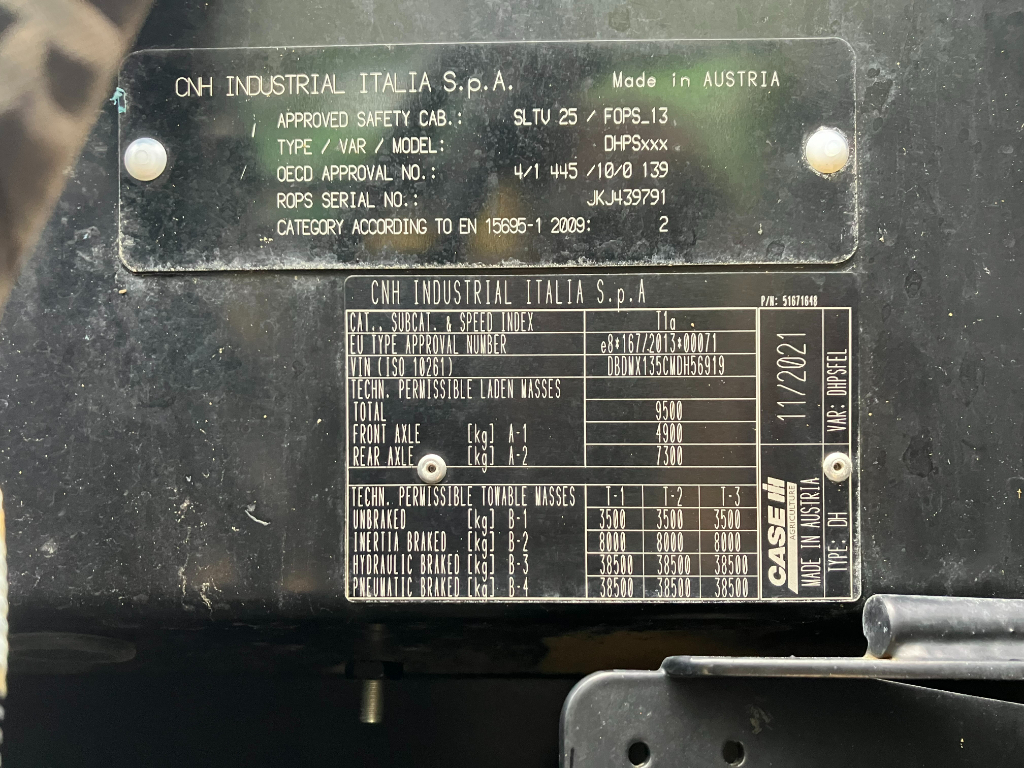 CNH INDUSTRIAL ITALIA S.p.A. Made in AUSTRIA
APPROVED SAFETY CAB.: SLTV 25 / FOPS_13
TYPE / VAR / MODEL: DHPSxxx
OECD APPROVAL NO.: 4/1 445 /10/0 139
ROPS SERIAL NO.: JKJ439791
CATEGORY ACCORDING TO EN 15695-1 2009: 2
CNH INDUSTRIAL ITALIA S.p.A P/N: 51671648
CAT., SUBCAT. & SPEED INDEX T1a
EU TYPE APPROVAL NUMBER e8*167/2013*00071
VIN (ISO 10261) DBDMX135CMDH56919
TECHN. PERMISSIBLE LADEN MASSES
TOTAL 9500
FRONT AXLE [kg] A-1 4900
REAR AXLE [kg] A-2 7300
TECHN. PERMISSIBLE TOWABLE MASSES T-1 T-2 T-3
UNBRAKED [kg] B-1 3500 3500 3500
INERTIA BRAKED [kg] B-2 8000 8000 8000
HYDRAULIC BRAKED [kg] B-3 38500 38500 38500
PNEUMATIC BRAKED [kg] B-4 38500 38500 38500
11/2021
CASE IH
AGRICULTURE
MADE IN AUSTRIA
TYPE: DH VAR: DHPSFEL